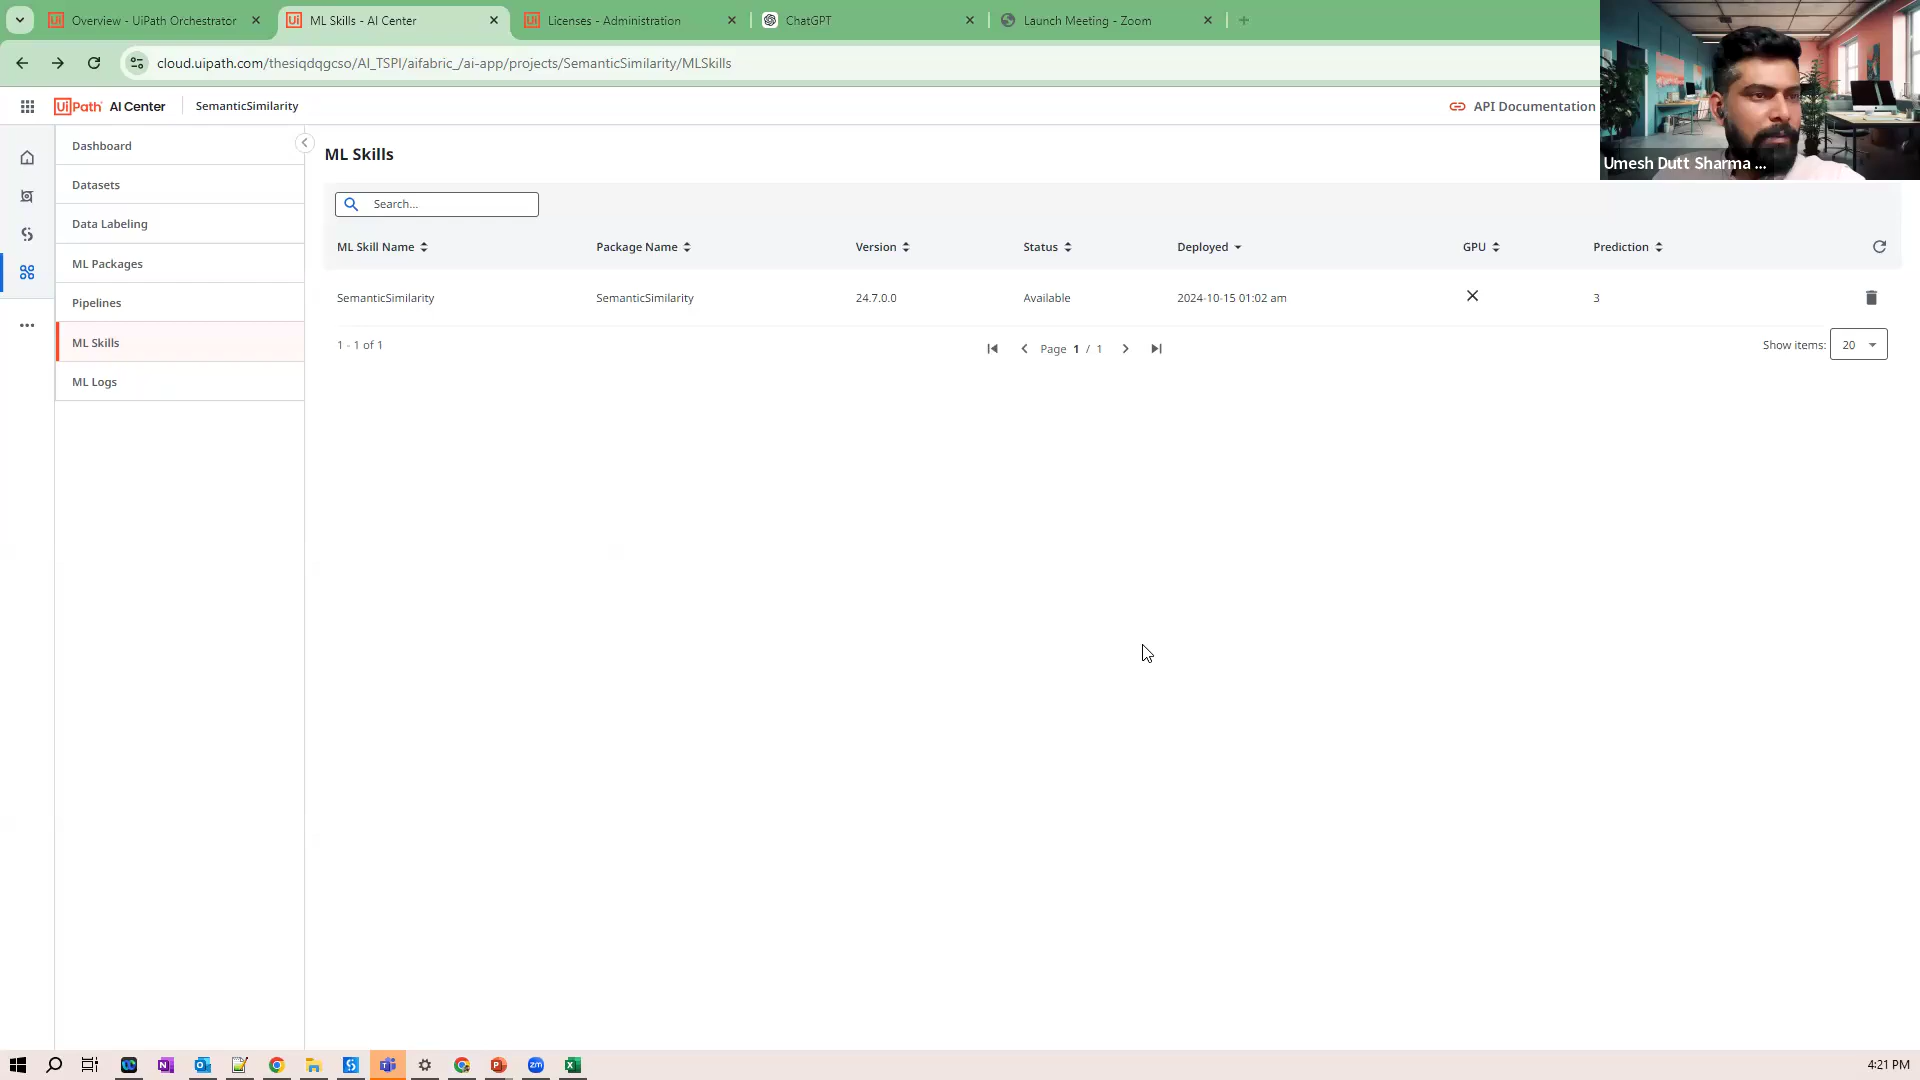 Overview - UiPath Orchestrator
ML Skills - AI Center
Licenses - Administration
ChatGPT
Launch Meeting - Zoom
cloud.uipath.com/thesiqdqgcso/AI_TSPI/aifabric_/ai-app/projects/SemanticSimilarity/MLSkills
UiPath AI Center
SemanticSimilarity
API Documentation
Umesh Dutt Sharma ...
Dashboard
Datasets
Data Labeling
ML Packages
Pipelines
ML Skills
ML Logs
ML Skills
Search...
ML Skill Name Package Name Version Status Deployed GPU Prediction
SemanticSimilarity SemanticSimilarity 24.7.0.0 Available 2024-10-15 01:02 am 3
1 - 1 of 1
Page 1 / 1
Show items: 20
4:21 PM